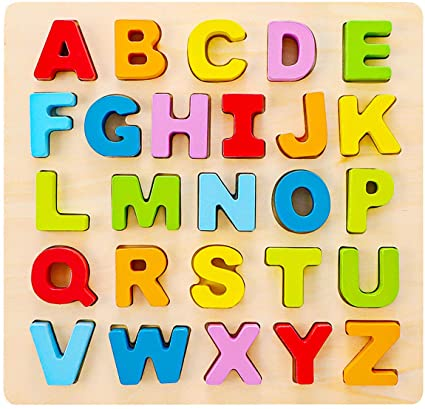 ABCDE
FGHIJK
LMNOP
QRSTU
VWXYZ